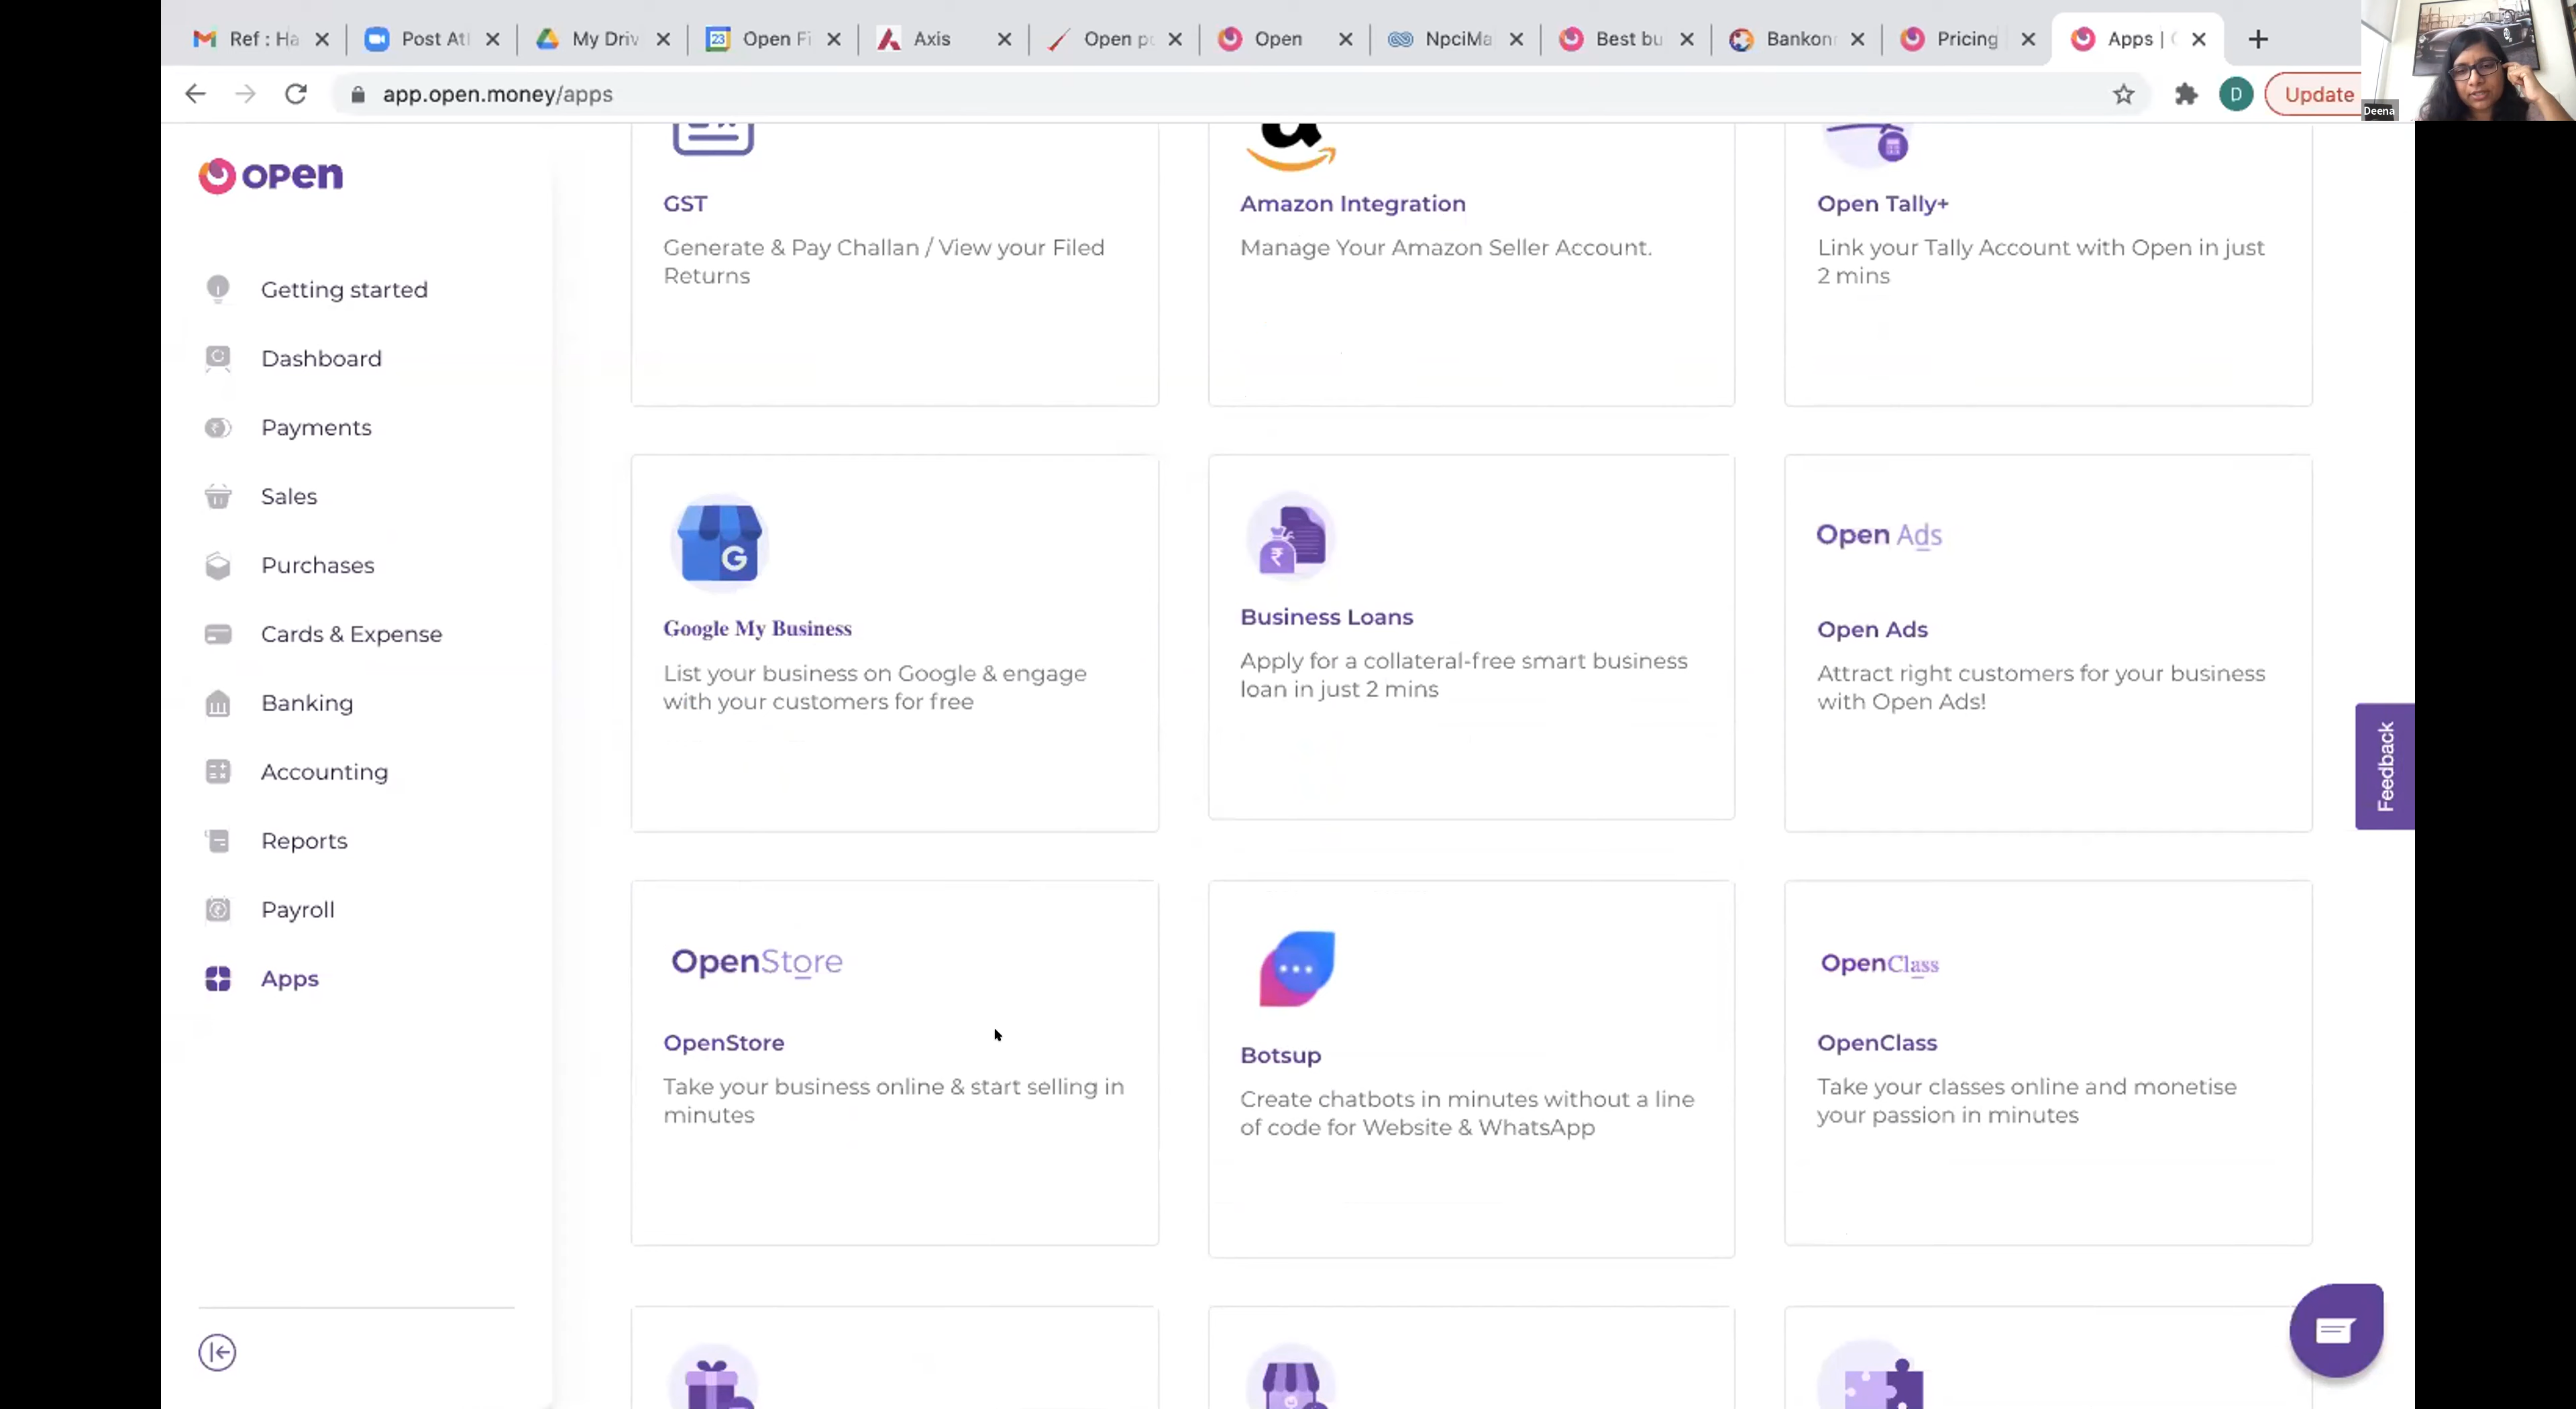 Ref : Ha
Post Atl
My Driv
23
Open Fi
Axis
Open p
Open
NpciMa
Best bu
Bankon
Pricing
Apps |
app.open.money/apps
D
Update
Deena
open
Getting started
Dashboard
Payments
Sales
Purchases
Cards & Expense
Banking
Accounting
Reports
Payroll
Apps
GST
Generate & Pay Challan / View your Filed
Returns
Amazon Integration
Manage Your Amazon Seller Account.
Open Tally+
Link your Tally Account with Open in just
2 mins
G
Google My Business
List your business on Google & engage
with your customers for free
₹
Business Loans
Apply for a collateral-free smart business
loan in just 2 mins
Open Ads
Open Ads
Attract right customers for your business
with Open Ads!
Feedback
OpenStore
OpenStore
Take your business online & start selling in
minutes
Botsup
Create chatbots in minutes without a line
of code for Website & WhatsApp
OpenClass
OpenClass
Take your classes online and monetise
your passion in minutes